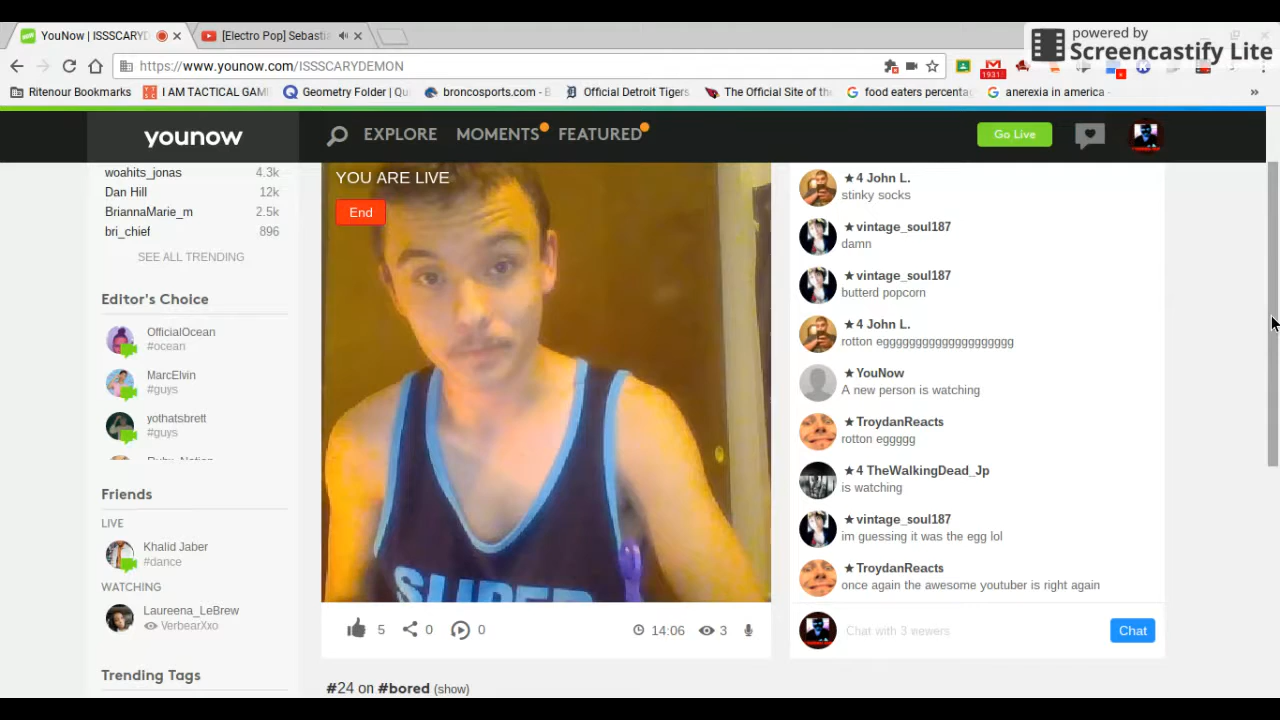 powered by
Screencastify Lite
YouNow | ISSSCARYD
[Electro Pop] Sebasti
https://www.younow.com/ISSSCARYDEMON
1931
Ritenour Bookmarks
I AM TACTICAL GAMI
Geometry Folder | Qu
broncosports.com - B
Official Detroit Tigers
The Official Site of th
food eaters percenta
anerexia in america -
younow
EXPLORE
MOMENTS
FEATURED
Go Live
woahits_jonas 4.3k
Dan Hill 12k
BriannaMarie_m 2.5k
bri_chief 896
SEE ALL TRENDING
Editor's Choice
OfficialOcean
#ocean
MarcElvin
#guys
yothatsbrett
#guys
Friends
LIVE
Khalid Jaber
#dance
WATCHING
Laureena_LeBrew
VerbearXxo
Trending Tags
YOU ARE LIVE
End
SUPER
5
0
0
14:06
3
#24 on #bored (show)
★4 John L.
stinky socks
★vintage_soul187
damn
★vintage_soul187
butterd popcorn
★4 John L.
rotton eggggggggggggggggggggg
★YouNow
A new person is watching
★TroydanReacts
rotton eggggg
★4 TheWalkingDead_Jp
is watching
★vintage_soul187
im guessing it was the egg lol
★TroydanReacts
once again the awesome youtuber is right again
Chat with 3 viewers
Chat